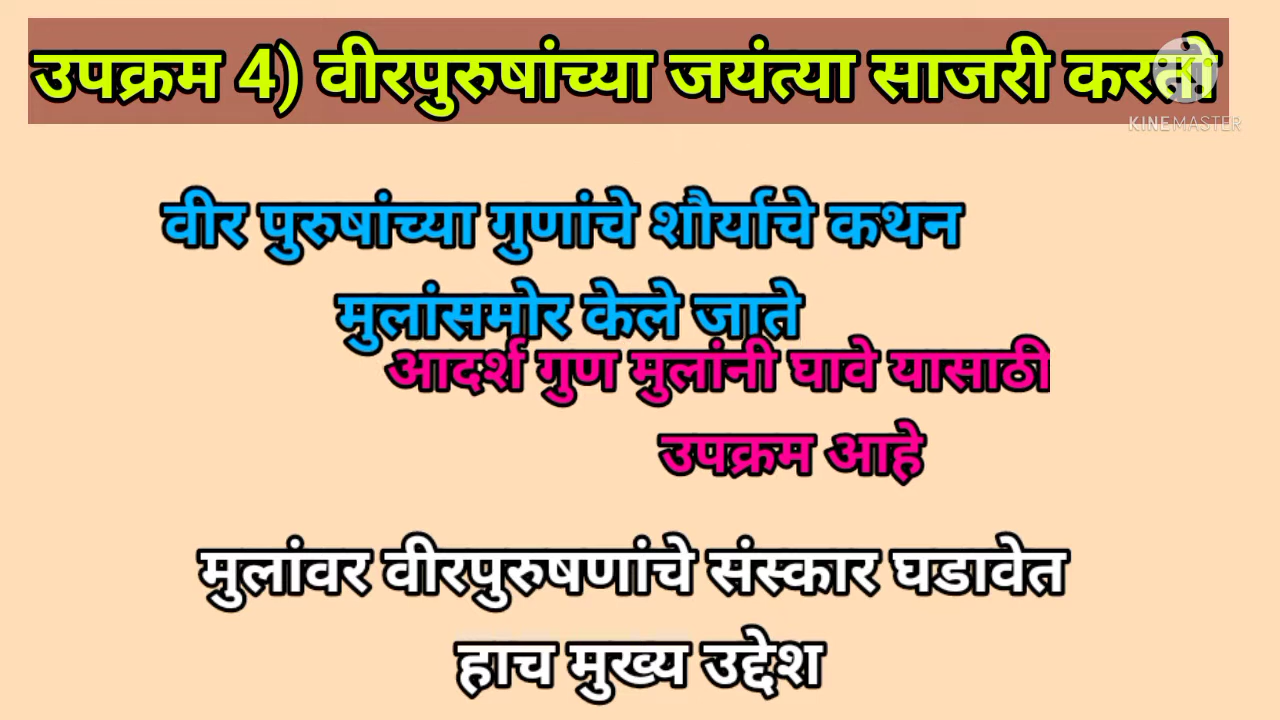 उपक्रम 4) वीरपुरुषांच्या जयंत्या साजरी करतो
KINEMASTER
वीर पुरुषांच्या गुणांचे शौर्याचे कथन
मुलांसमोर केले जाते
आदर्श गुण मुलांनी घावे यासाठी
उपक्रम आहे
मुलांवर वीरपुरुषणांचे संस्कार घडावेत
हाच मुख्य उद्देश